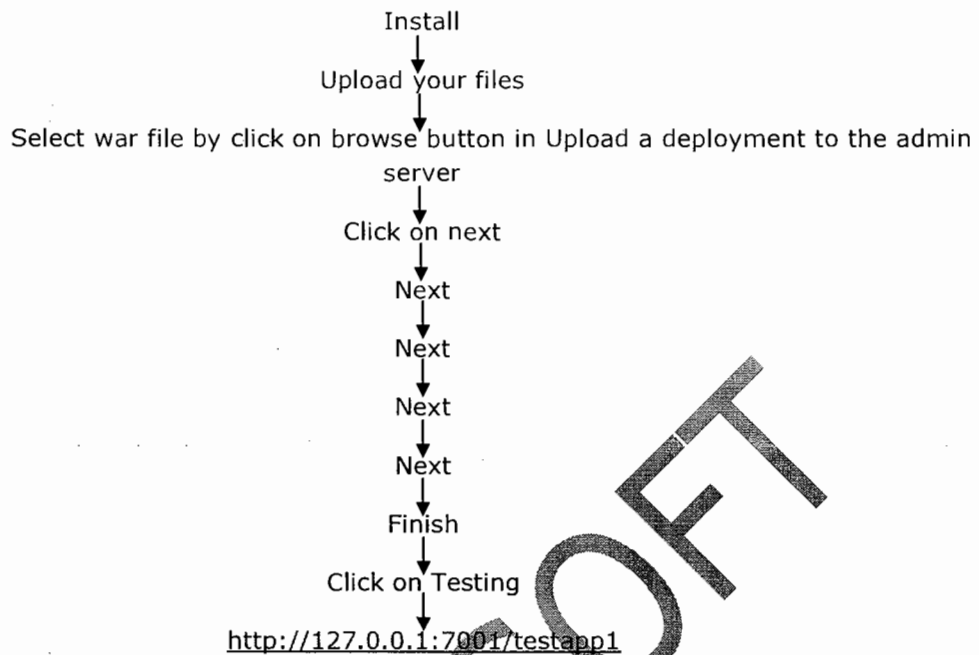 Install
Upload your files
Select war file by click on browse button in Upload a deployment to the admin
server
Click on next
Next
Next
Next
Next
Finish
Click on Testing
http://127.0.0.1:7001/testapp1
OFT